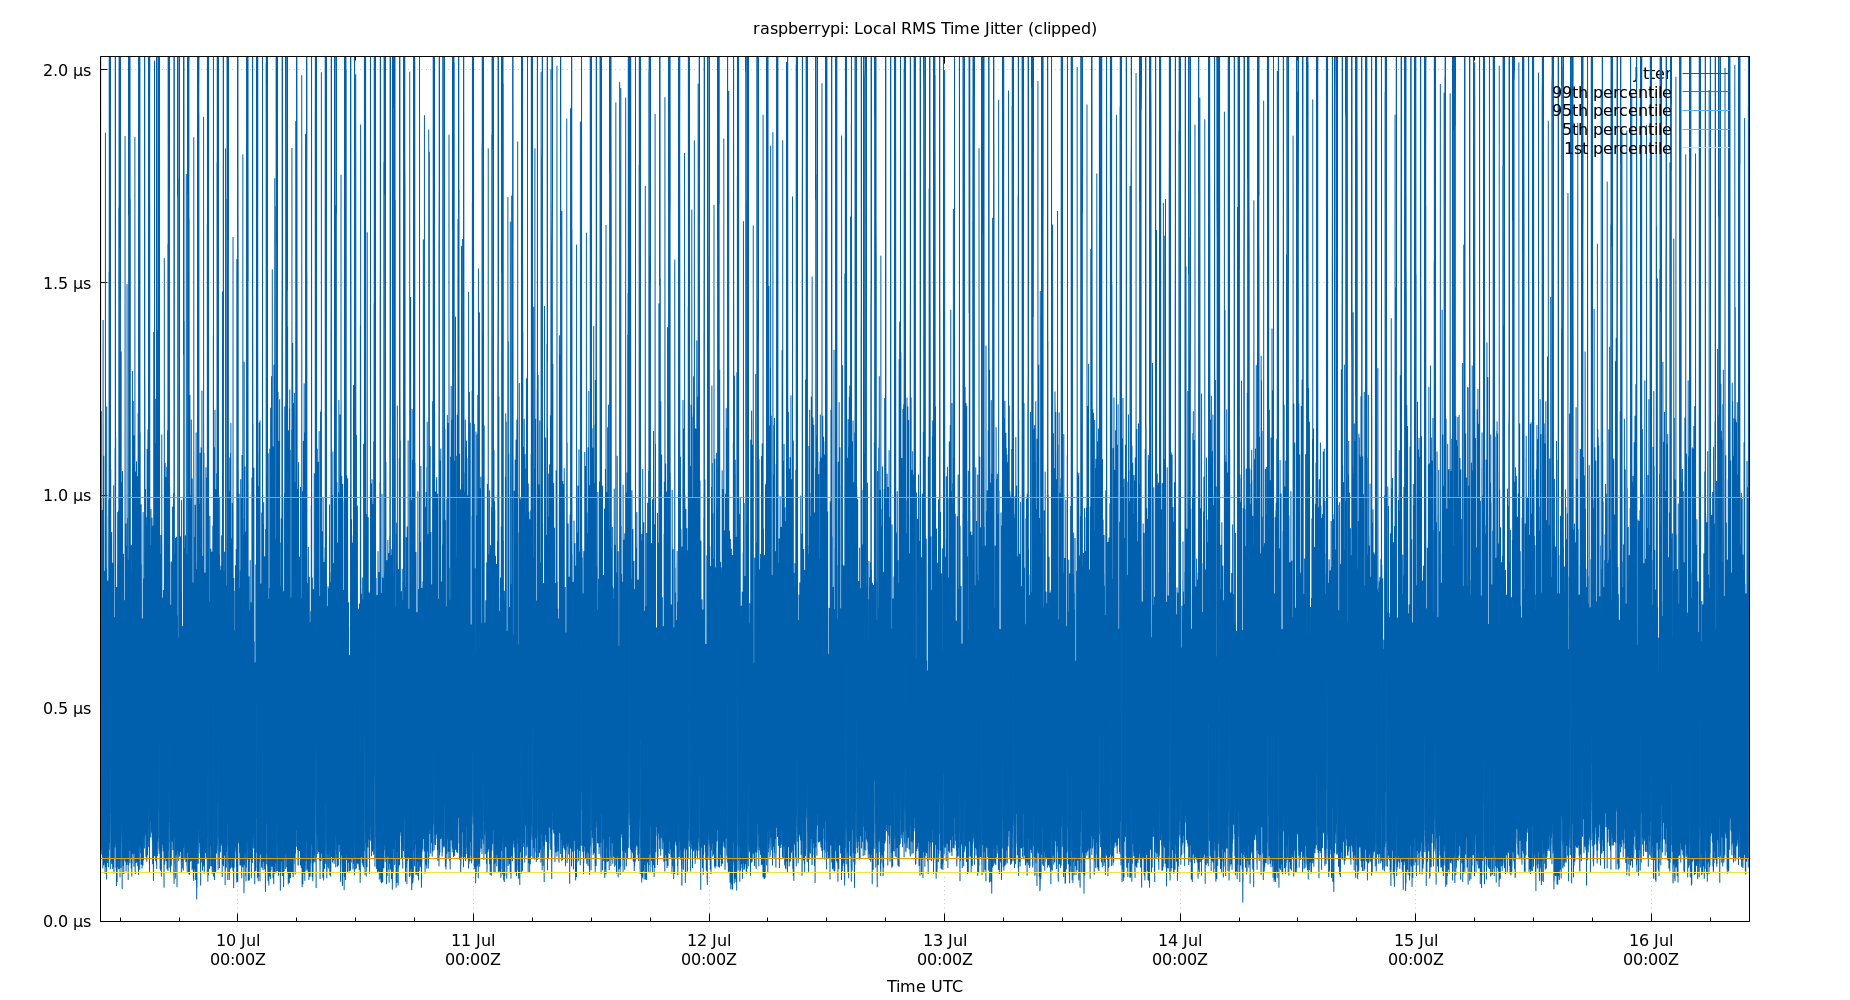 raspberrypi: Local RMS Time Jitter (clipped)
2.0 µs
1.5 µs
1.0 µs
0.5 µs
0.0 µs
jitter
99th percentile
95th percentile
5th percentile
1st percentile
10 Jul
00:00Z
11 Jul
00:00Z
12 Jul
00:00Z
13 Jul
00:00Z
14 Jul
00:00Z
15 Jul
00:00Z
16 Jul
00:00Z
Time UTC